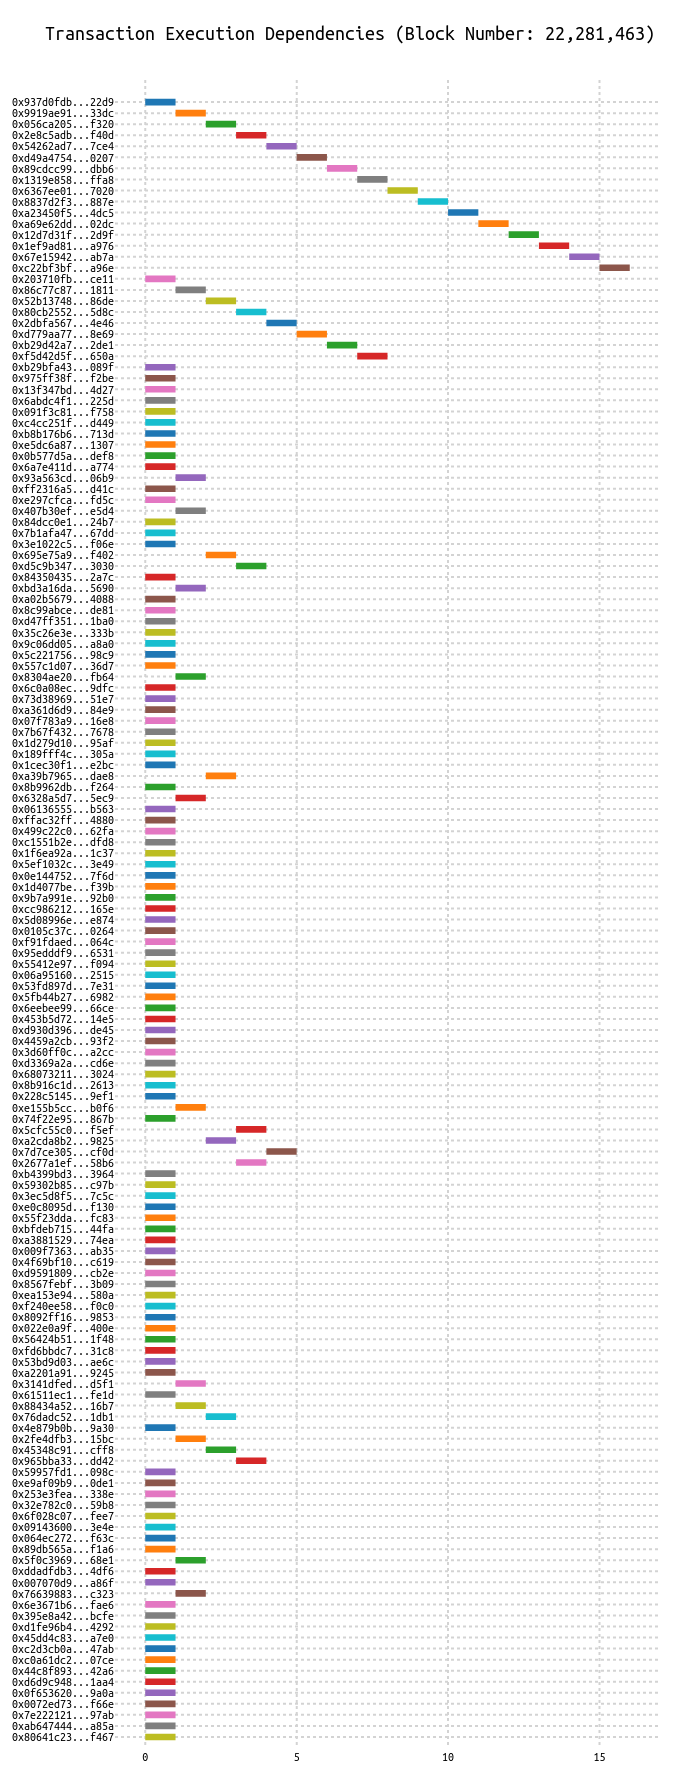 Transaction Execution Dependencies (Block Number: 22,281,463)
0x937d0fdb...22d9
0x9919ae91...33dc
0x056ca205...f320
0x2e8c5adb...f40d
0x54262ad7...7ce4
0xd49a4754...0207
0x89cdcc99...dbb6
0x1319e858...ffa8
0x6367ee01...7020
0x8837d2f3...887e
0xa23450f5...4dc5
0xa69e62dd...02dc
0x12d7d31f...2d9f
0x1ef9ad81...a976
0x67e15942...ab7a
0xc22bf3bf...a96e
0x203710fb...ce11
0x86c77c87...1811
0x52b13748...86de
0x80cb2552...5d8c
0x2dbfa567...4e46
0xd779aa77...8e69
0xb29d42a7...2de1
0xf5d42d5f...650a
0xb29bfa43...089f
0x975ff38f...f2be
0x13f347bd...4d27
0x6abdc4f1...225d
0x091f3c81...f758
0xc4cc251f...d449
0xb8b176b6...713d
0xe5dc6a87...1307
0x0b577d5a...def8
0x6a7e411d...a774
0x93a563cd...06b9
0xff2316a5...d41c
0xe297cfca...fd5c
0x407b30ef...e5d4
0x84dcc0e1...24b7
0x7b1afa47...67dd
0x3e1022c5...f06e
0x695e75a9...f402
0xd5c9b347...3030
0x84350435...2a7c
0xbd3a16da...5690
0xa02b5679...4088
0x8c99abce...de81
0xd47ff351...1ba0
0x35c26e3e...333b
0x9c06dd05...a8a0
0x5c221756...98c9
0x557c1d07...36d7
0x8304ae20...fb64
0x6c0a08ec...9dfc
0x73d38969...51e7
0xa361d6d9...84e9
0x07f783a9...16e8
0x7b67f432...7678
0x1d279d10...95af
0x189fff4c...305a
0x1cec30f1...e2bc
0xa39b7965...dae8
0x8b9962db...f264
0x6328a5d7...5ec9
0x06136555...b563
0xffac32ff...4880
0x499c22c0...62fa
0xc1551b2e...dfd8
0x1f6ea92a...1c37
0x5ef1032c...3e49
0x0e144752...7f6d
0x1d4077be...f39b
0x9b7a991e...92b0
0xcc986212...165e
0x5d08996e...e874
0x0105c37c...0264
0xf91fdaed...064c
0x95edddf9...6531
0x55412e97...f094
0x06a95160...2515
0x53fd897d...7e31
0x5fb44b27...6982
0x6eebee99...66ce
0x453b5d72...14e5
0xd930d396...de45
0x4459a2cb...93f2
0x3d60ff0c...a2cc
0xd3369a2a...cd6e
0x68073211...3024
0x8b916c1d...2613
0x228c5145...9ef1
0xe155b5cc...b0f6
0x74f22e95...867b
0x5cfc55c0...f5ef
0xa2cda8b2...9825
0x7d7ce305...cf0d
0x2677a1ef...58b6
0xb4399bd3...3964
0x59302b85...c97b
0x3ec5d8f5...7c5c
0xe0c8095d...f130
0x55f23dda...fc83
0xbfdeb715...44fa
0xa3881529...74ea
0x009f7363...ab35
0x4f69bf10...c619
0xd9591809...cb2e
0x8567febf...3b09
0xea153e94...580a
0xf240ee58...f0c0
0x8092ff16...9853
0x022e0a9f...400e
0x56424b51...1f48
0xfd6bbdc7...31c8
0x53bd9d03...ae6c
0xa2201a91...9245
0x3141dfed...d5f1
0x61511ec1...fe1d
0x88434a52...16b7
0x76dadc52...1db1
0x4e879b0b...9a30
0x2fe4dfb3...15bc
0x45348c91...cff8
0x965bba33...dd42
0x59957fd1...098c
0xe9af09b9...0de1
0x253e3fea...338e
0x32e782c0...59b8
0x6f028c07...fee7
0x09143600...3e4e
0x064ec272...f63c
0x89db565a...f1a6
0x5f0c3969...68e1
0xddadfdb3...4df6
0x007070d9...a86f
0x76639883...c323
0x6e3671b6...fae6
0x395e8a42...bcfe
0xd1fe96b4...4292
0x45dd4c83...a7e0
0xc2d3cb0a...47ab
0xc0a61dc2...07ce
0x44c8f893...42a6
0xd6d9c948...1aa4
0x0f653620...9a0a
0x0072ed73...f66e
0x7e222121...97ab
0xab647444...a85a
0x80641c23...f467
0 5 10 15